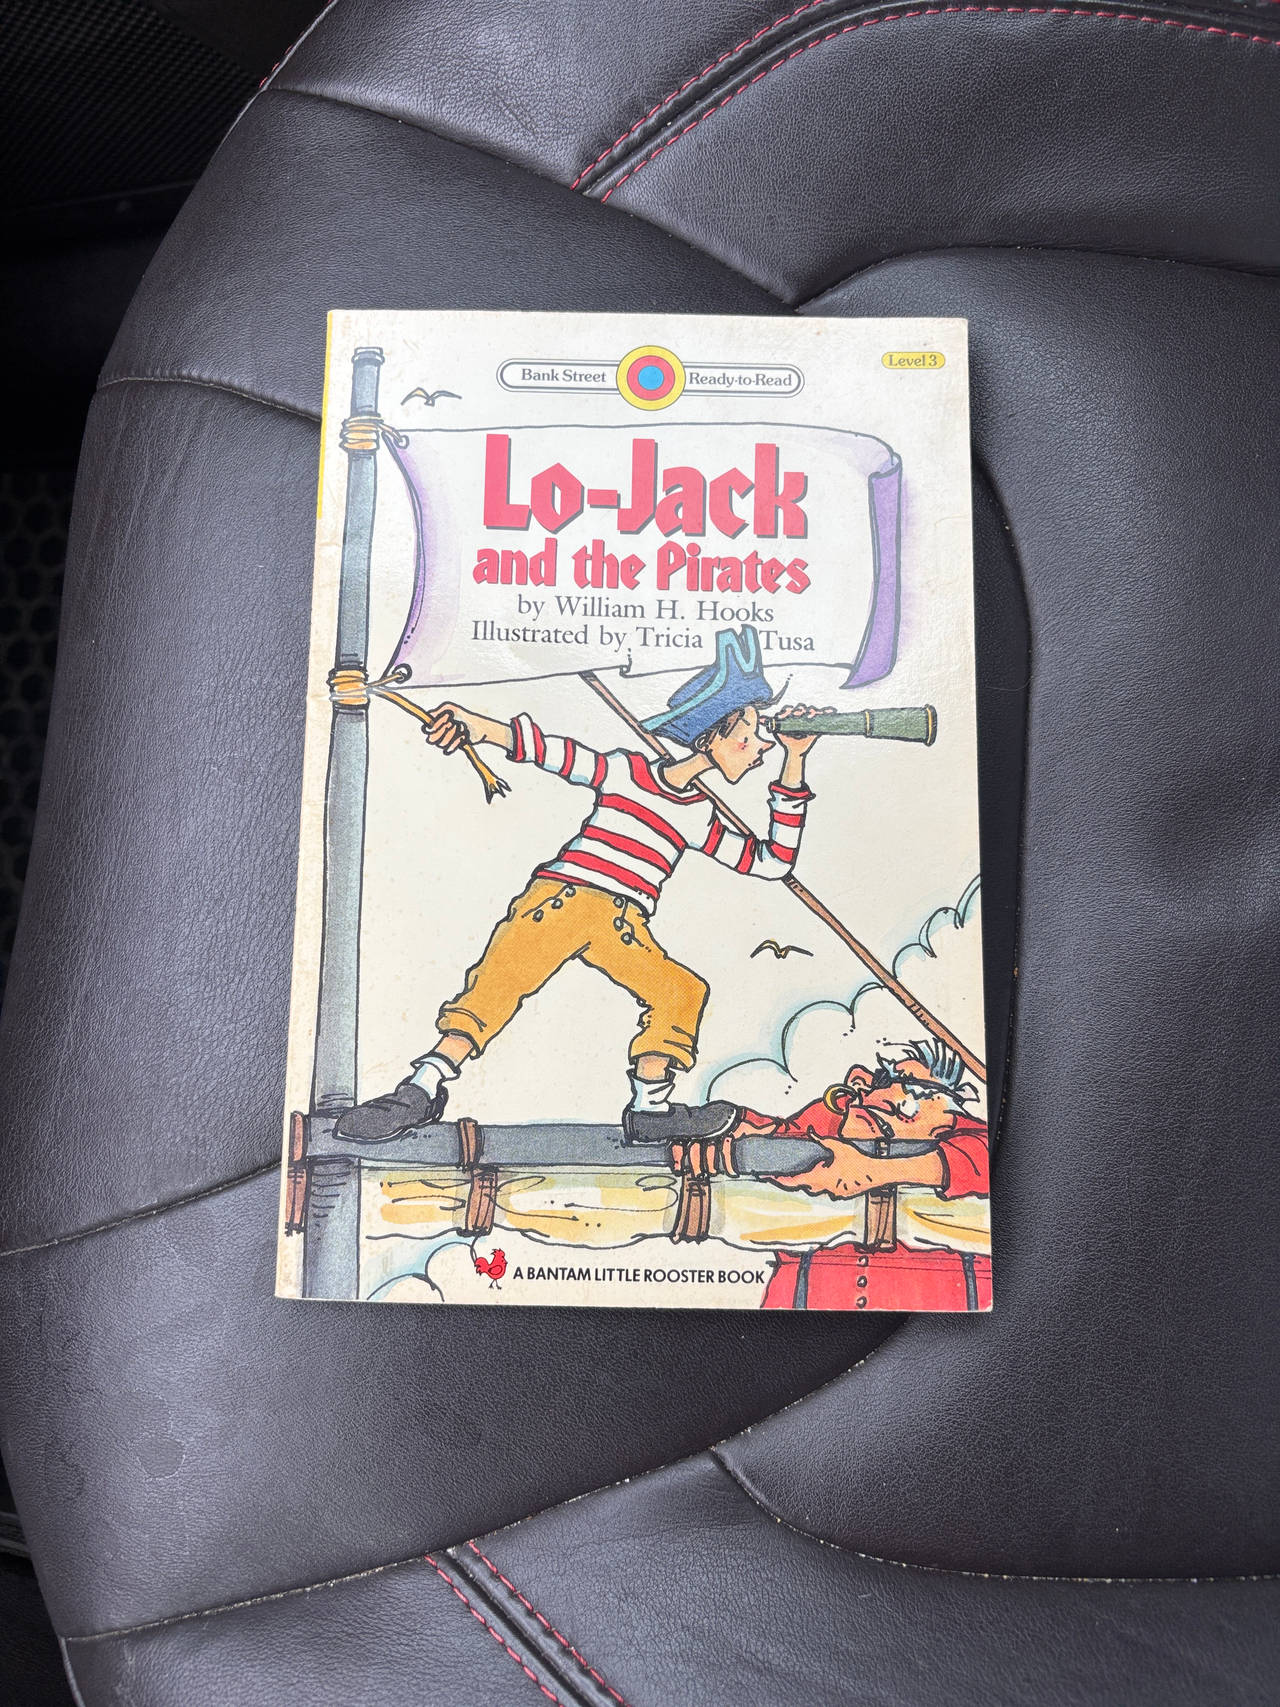 Bank Street Ready-to-Read
Level 3
Lo-Jack
and the Pirates
by William H. Hooks
Illustrated by Tricia Tusa
A BANTAM LITTLE ROOSTER BOOK